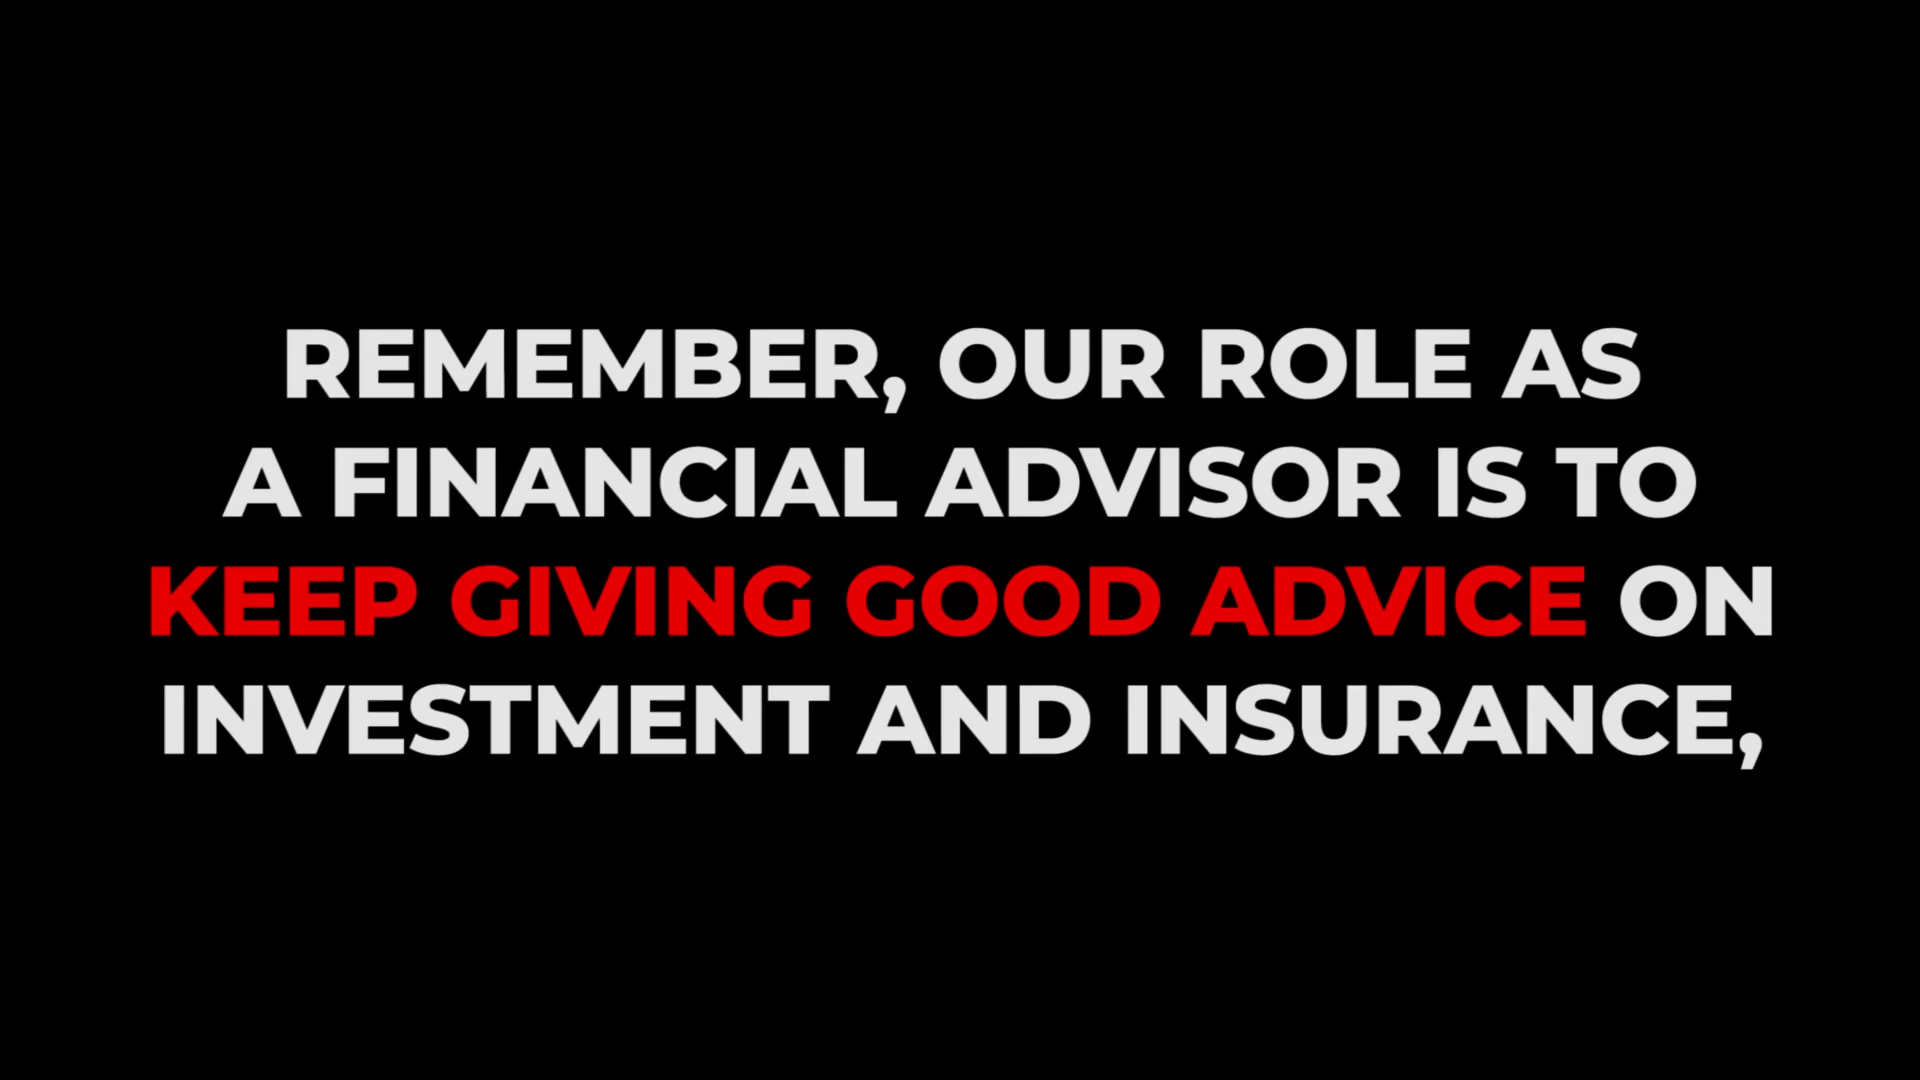 REMEMBER, OUR ROLE AS
A FINANCIAL ADVISOR IS TO
KEEP GIVING GOOD ADVICE ON
INVESTMENT AND INSURANCE,